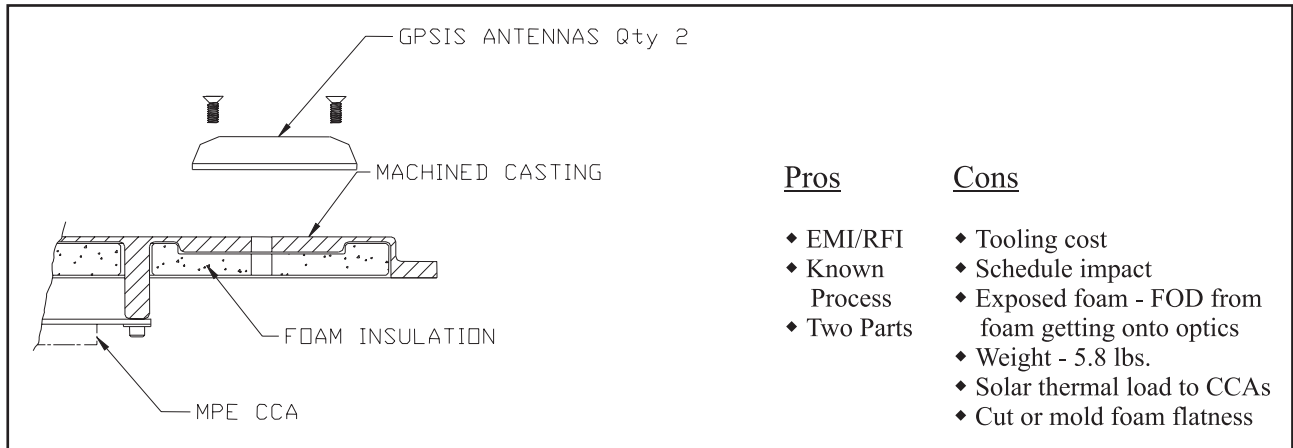 GPSIS ANTENNAS Qty 2
MACHINED CASTING
FOAM INSULATION
MPE CCA
Pros
◆ EMI/RFI
◆ Known
Process
◆ Two Parts
Cons
◆ Tooling cost
◆ Schedule impact
◆ Exposed foam - FOD from
foam getting onto optics
◆ Weight - 5.8 lbs.
◆ Solar thermal load to CCAs
◆ Cut or mold foam flatness